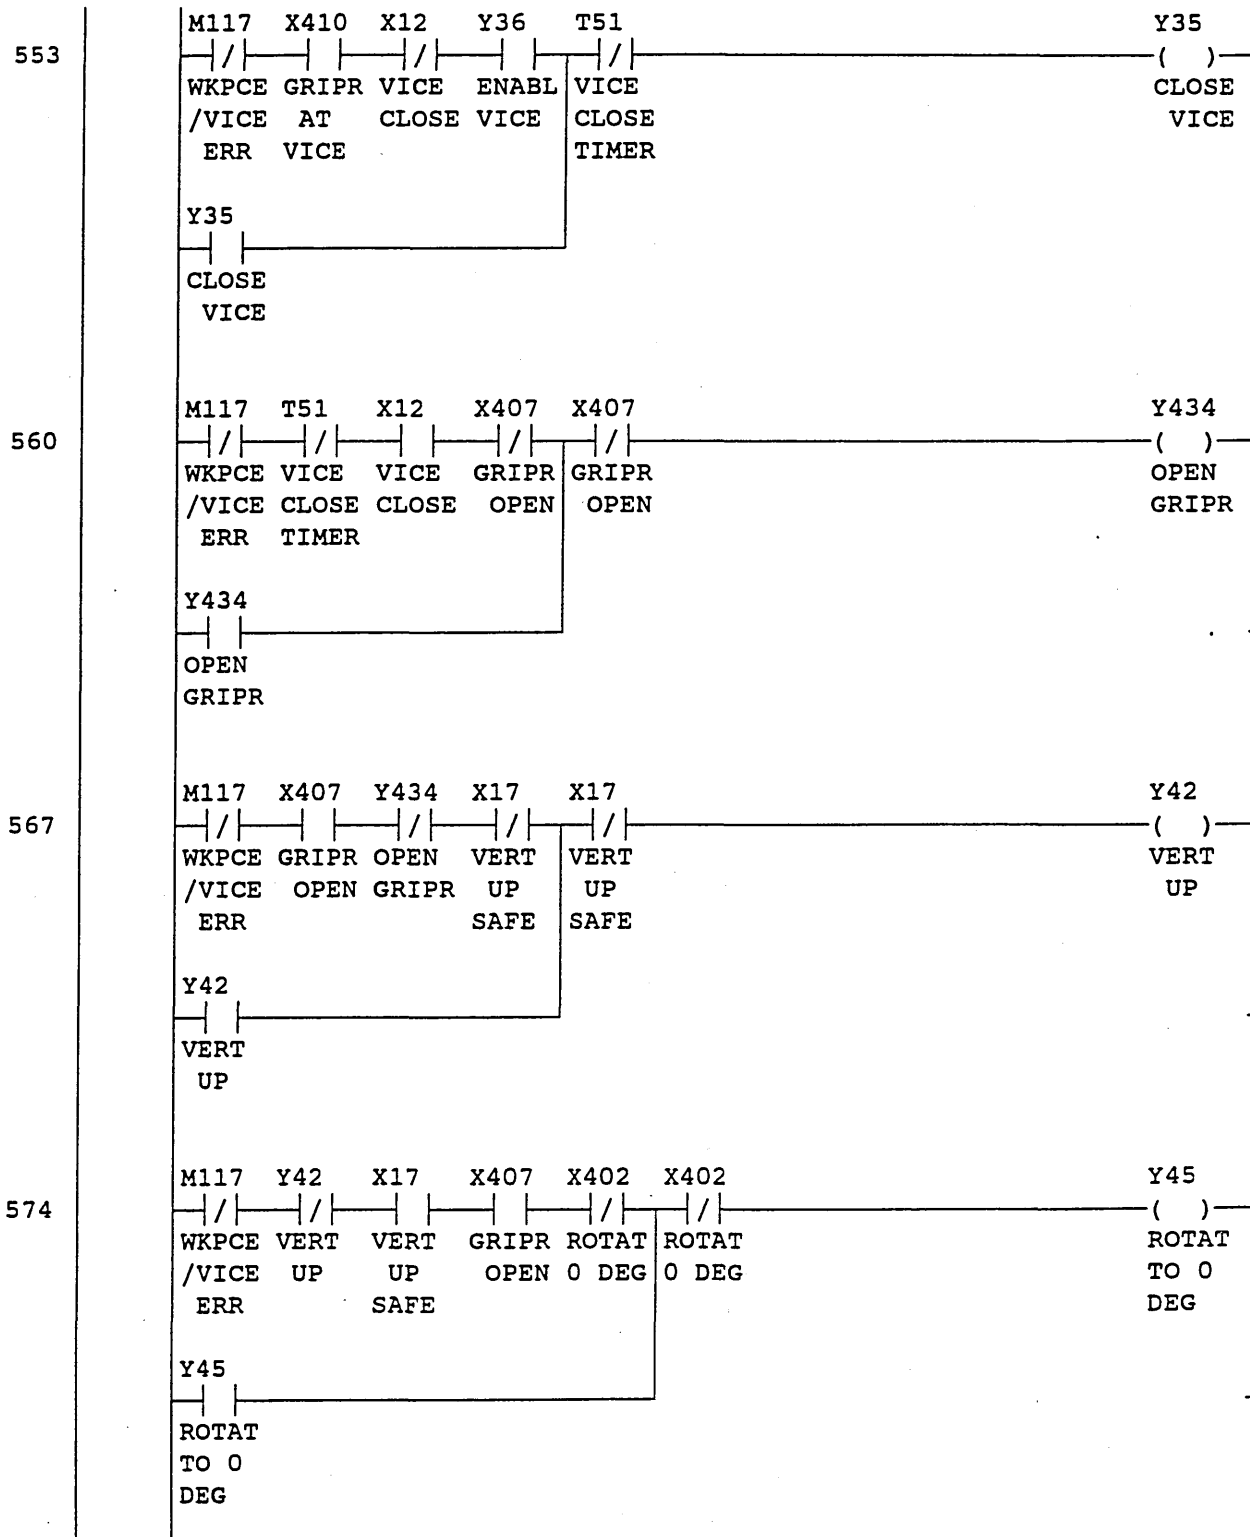 M117 X410 X12 Y36 T51 Y35
553
WKPCE GRIPR VICE ENABL VICE CLOSE
/VICE AT CLOSE VICE CLOSE VICE
ERR VICE TIMER
Y35
CLOSE
VICE
M117 T51 X12 X407 X407 Y434
560
WKPCE VICE VICE GRIPR GRIPR OPEN
/VICE CLOSE CLOSE OPEN OPEN GRIPR
ERR TIMER
Y434
OPEN
GRIPR
M117 X407 Y434 X17 X17 Y42
567
WKPCE GRIPR OPEN VERT VERT VERT
/VICE OPEN GRIPR UP UP UP
ERR SAFE SAFE
Y42
VERT
UP
M117 Y42 X17 X407 X402 X402 Y45
574
WKPCE VERT VERT GRIPR ROTAT ROTAT ROTAT
/VICE UP UP OPEN 0 DEG 0 DEG TO 0
ERR SAFE DEG
Y45
ROTAT
TO 0
DEG